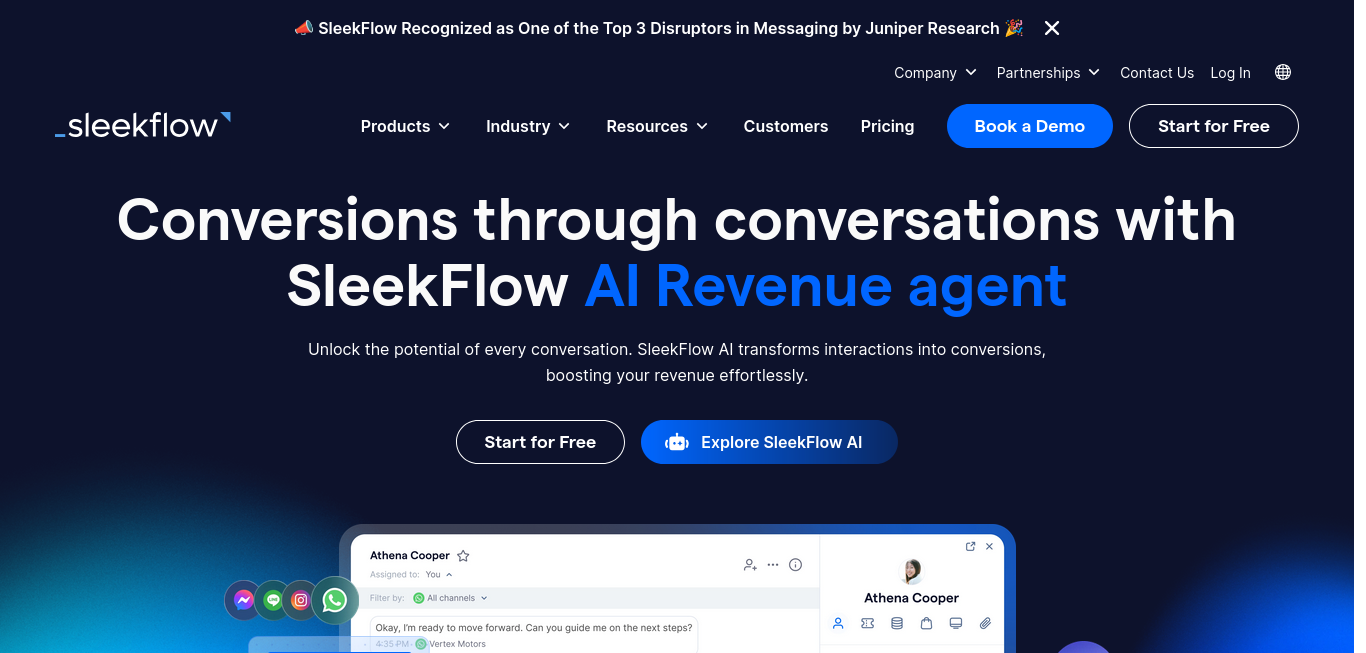 📣 SleekFlow Recognized as One of the Top 3 Disruptors in Messaging by Juniper Research 🎉
Company Partnerships Contact Us Log In
_sleekflow
Products Industry Resources Customers Pricing Book a Demo Start for Free
Conversions through conversations with
SleekFlow AI Revenue agent
Unlock the potential of every conversation. SleekFlow AI transforms interactions into conversions,
boosting your revenue effortlessly.
Start for Free Explore SleekFlow AI
Athena Cooper
Assigned to: You
Filter by: All channels
Okay, I'm ready to move forward. Can you guide me on the next steps?
4:35 PM · Vertex Motors
Athena Cooper